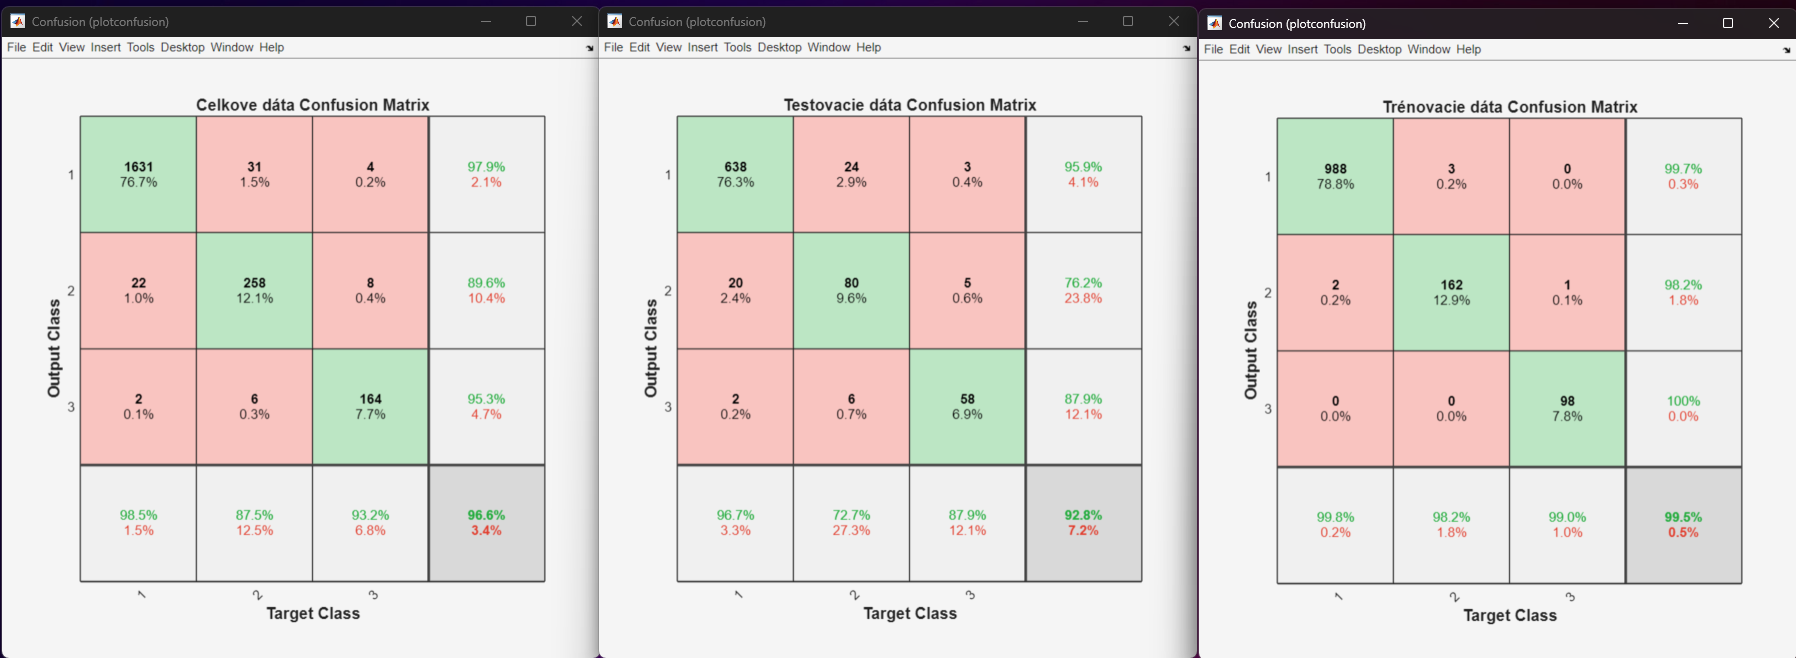 Confusion (plotconfusion)
File Edit View Insert Tools Desktop Window Help
Celkove dáta Confusion Matrix
Output Class
1
1631 31 4 97.9%
76.7% 1.5% 0.2% 2.1%
2
22 258 8 89.6%
1.0% 12.1% 0.4% 10.4%
3
2 6 164 95.3%
0.1% 0.3% 7.7% 4.7%
98.5% 87.5% 93.2% 96.6%
1.5% 12.5% 6.8% 3.4%
1 2 3
Target Class
Confusion (plotconfusion)
File Edit View Insert Tools Desktop Window Help
Testovacie dáta Confusion Matrix
Output Class
1
638 24 3 95.9%
76.3% 2.9% 0.4% 4.1%
2
20 80 5 76.2%
2.4% 9.6% 0.6% 23.8%
3
2 6 58 87.9%
0.2% 0.7% 6.9% 12.1%
96.7% 72.7% 87.9% 92.8%
3.3% 27.3% 12.1% 7.2%
1 2 3
Target Class
Confusion (plotconfusion)
File Edit View Insert Tools Desktop Window Help
Trénovacie dáta Confusion Matrix
Output Class
1
988 3 0 99.7%
78.8% 0.2% 0.0% 0.3%
2
2 162 1 98.2%
0.2% 12.9% 0.1% 1.8%
3
0 0 98 100%
0.0% 0.0% 7.8% 0.0%
99.8% 98.2% 99.0% 99.5%
0.2% 1.8% 1.0% 0.5%
1 2 3
Target Class